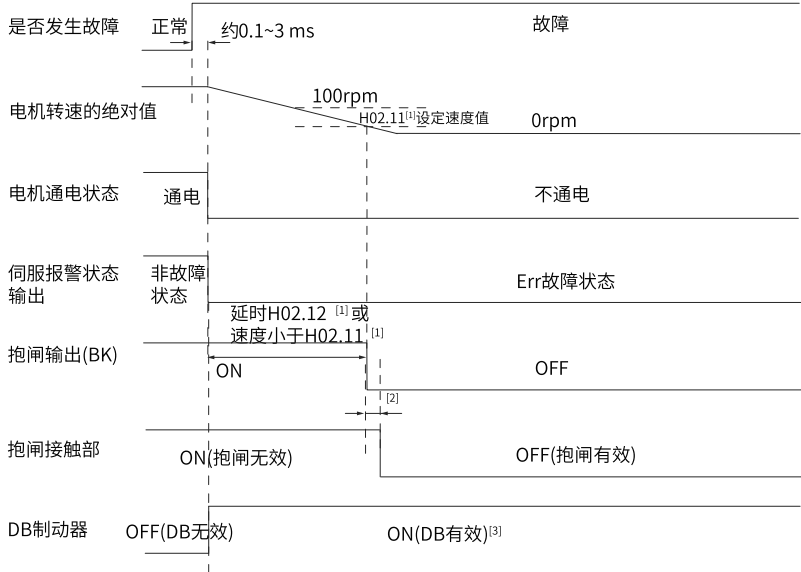 是否发生故障 正常 约0.1~3 ms 故障
电机转速的绝对值 100rpm
H02.11[1]设定速度值 0rpm
电机通电状态 通电 不通电
伺服报警状态
输出 非故障
状态 Err故障状态
延时H02.12 [1] 或
速度小于H02.11 [1]
抱闸输出(BK) ON OFF
[2]
抱闸接触部 ON(抱闸无效) OFF(抱闸有效)
DB制动器 OFF(DB无效) ON(DB有效)[3]